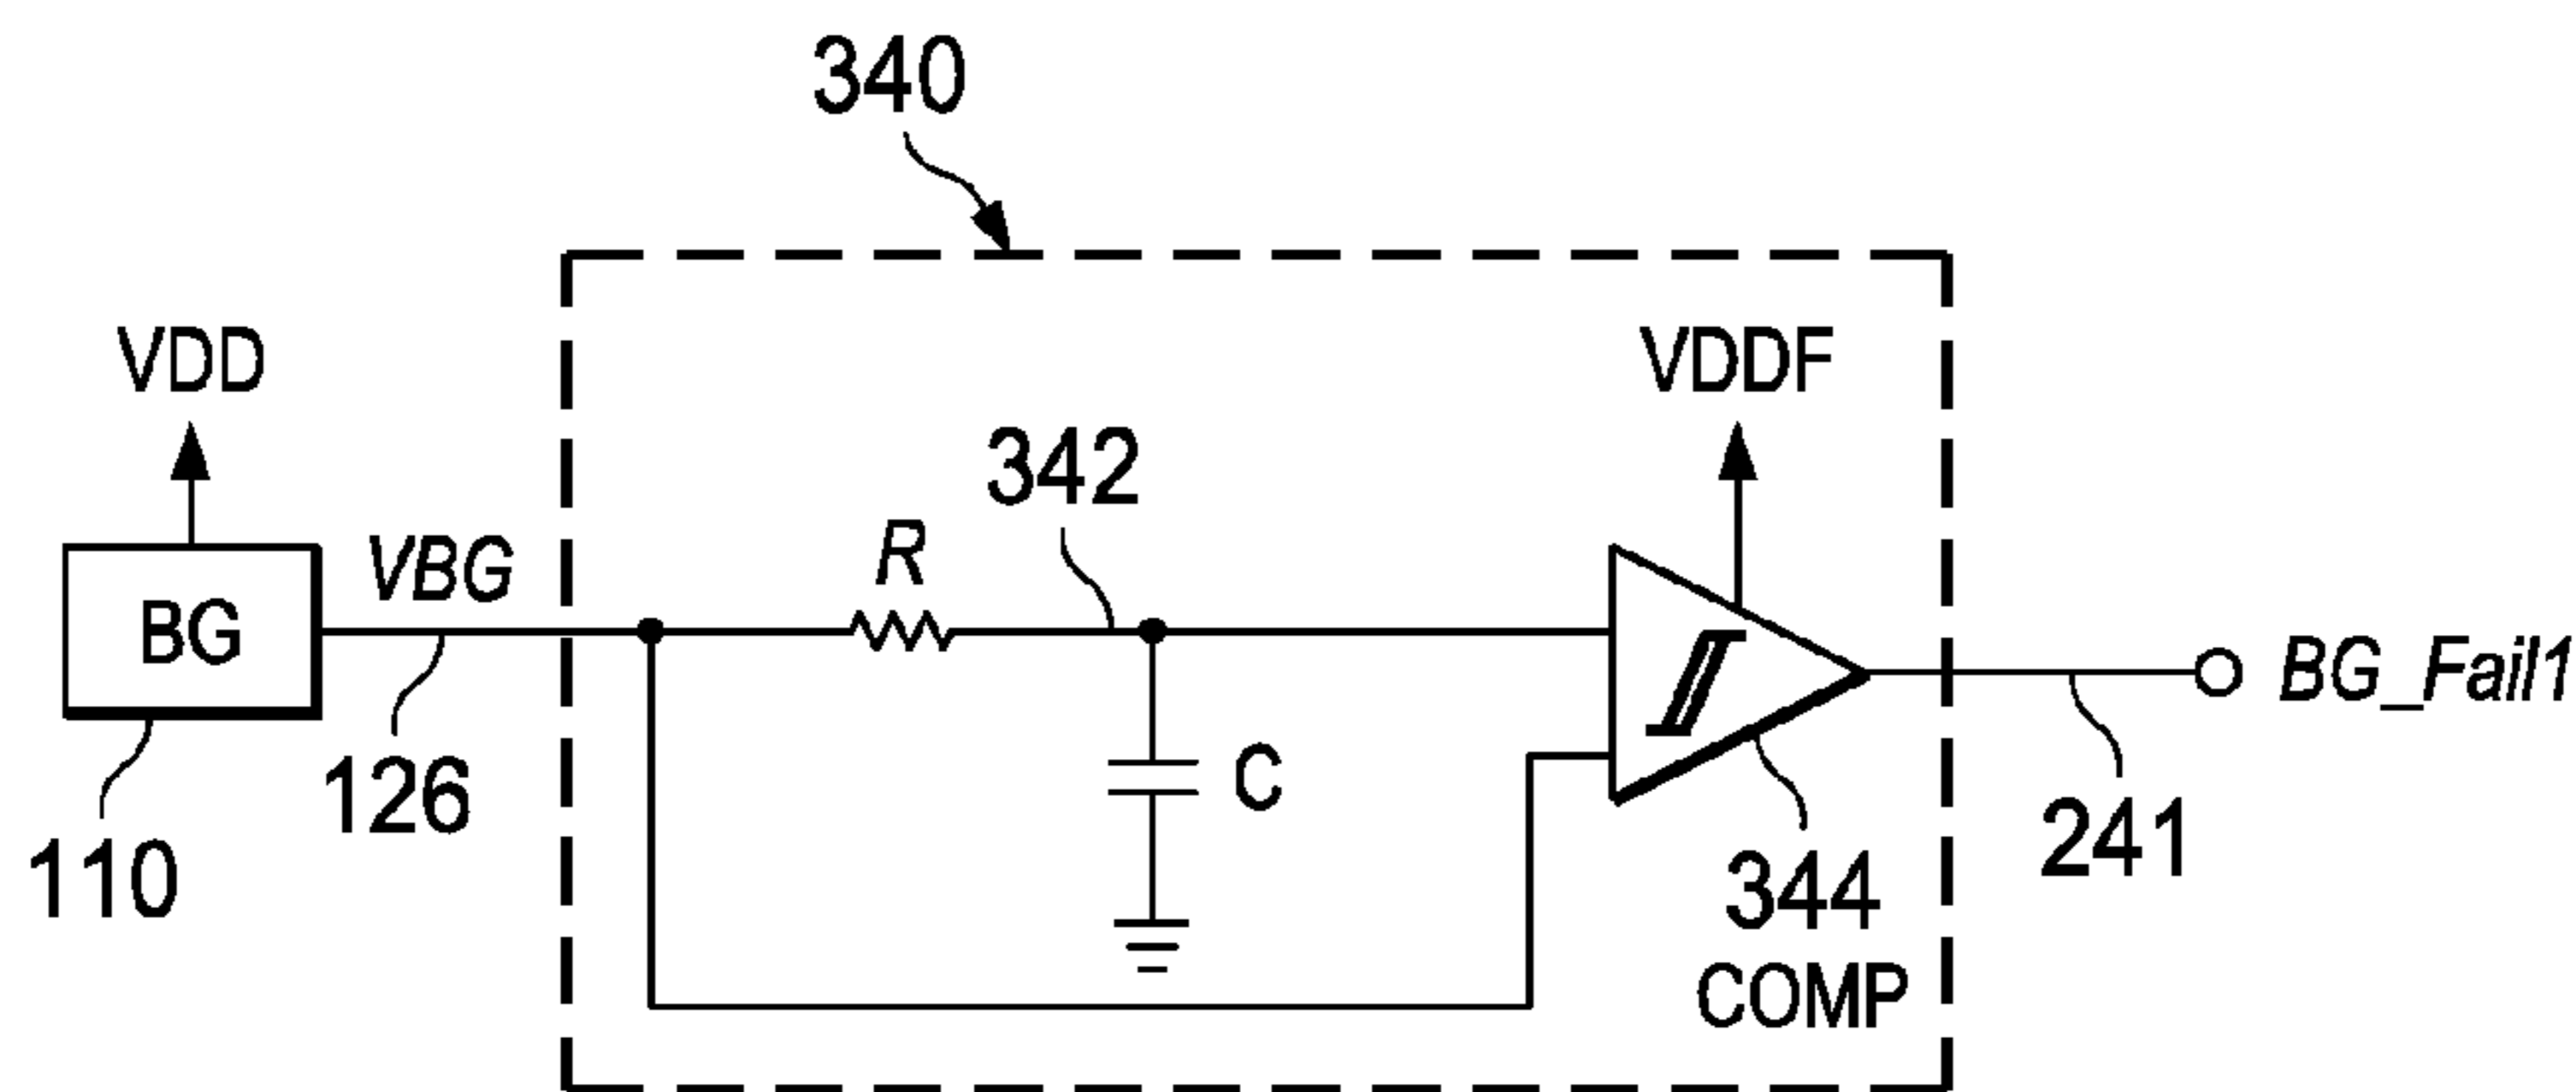 340
VDD
VDDF
342
R
VBG
BG
BG_Fail1
C
126
110
241
344
COMP